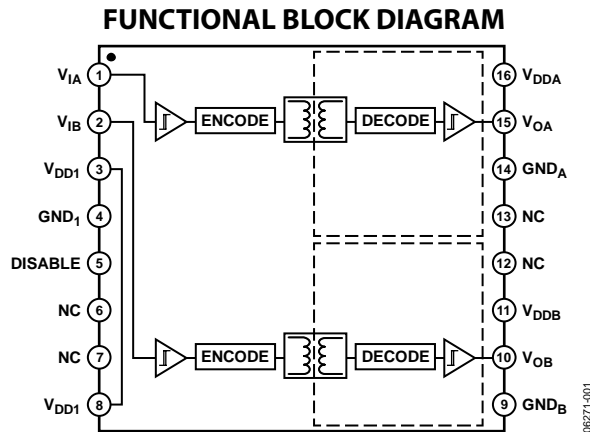 FUNCTIONAL BLOCK DIAGRAM
VIA 1
16 VDDA
VIB 2
ENCODE
DECODE
15 VOA
VDD1 3
14 GNDA
GND1 4
13 NC
DISABLE 5
12 NC
NC 6
11 VDDB
NC 7
ENCODE
DECODE
10 VOB
VDD1 8
9 GNDB
06271-001